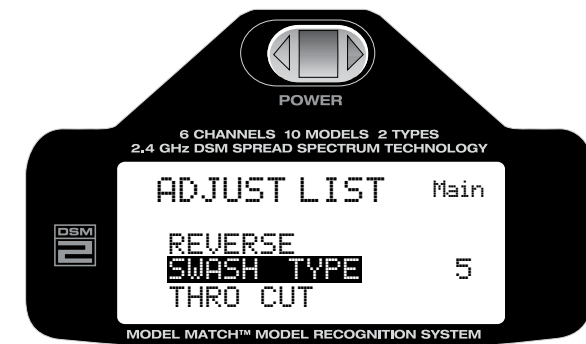 POWER
6 CHANNELS 10 MODELS 2 TYPES
2.4 GHz DSM SPREAD SPECTRUM TECHNOLOGY
ADJUST LIST Main
DSM
2
REVERSE
SWASH TYPE 5
THRO CUT
MODEL MATCH™ MODEL RECOGNITION SYSTEM